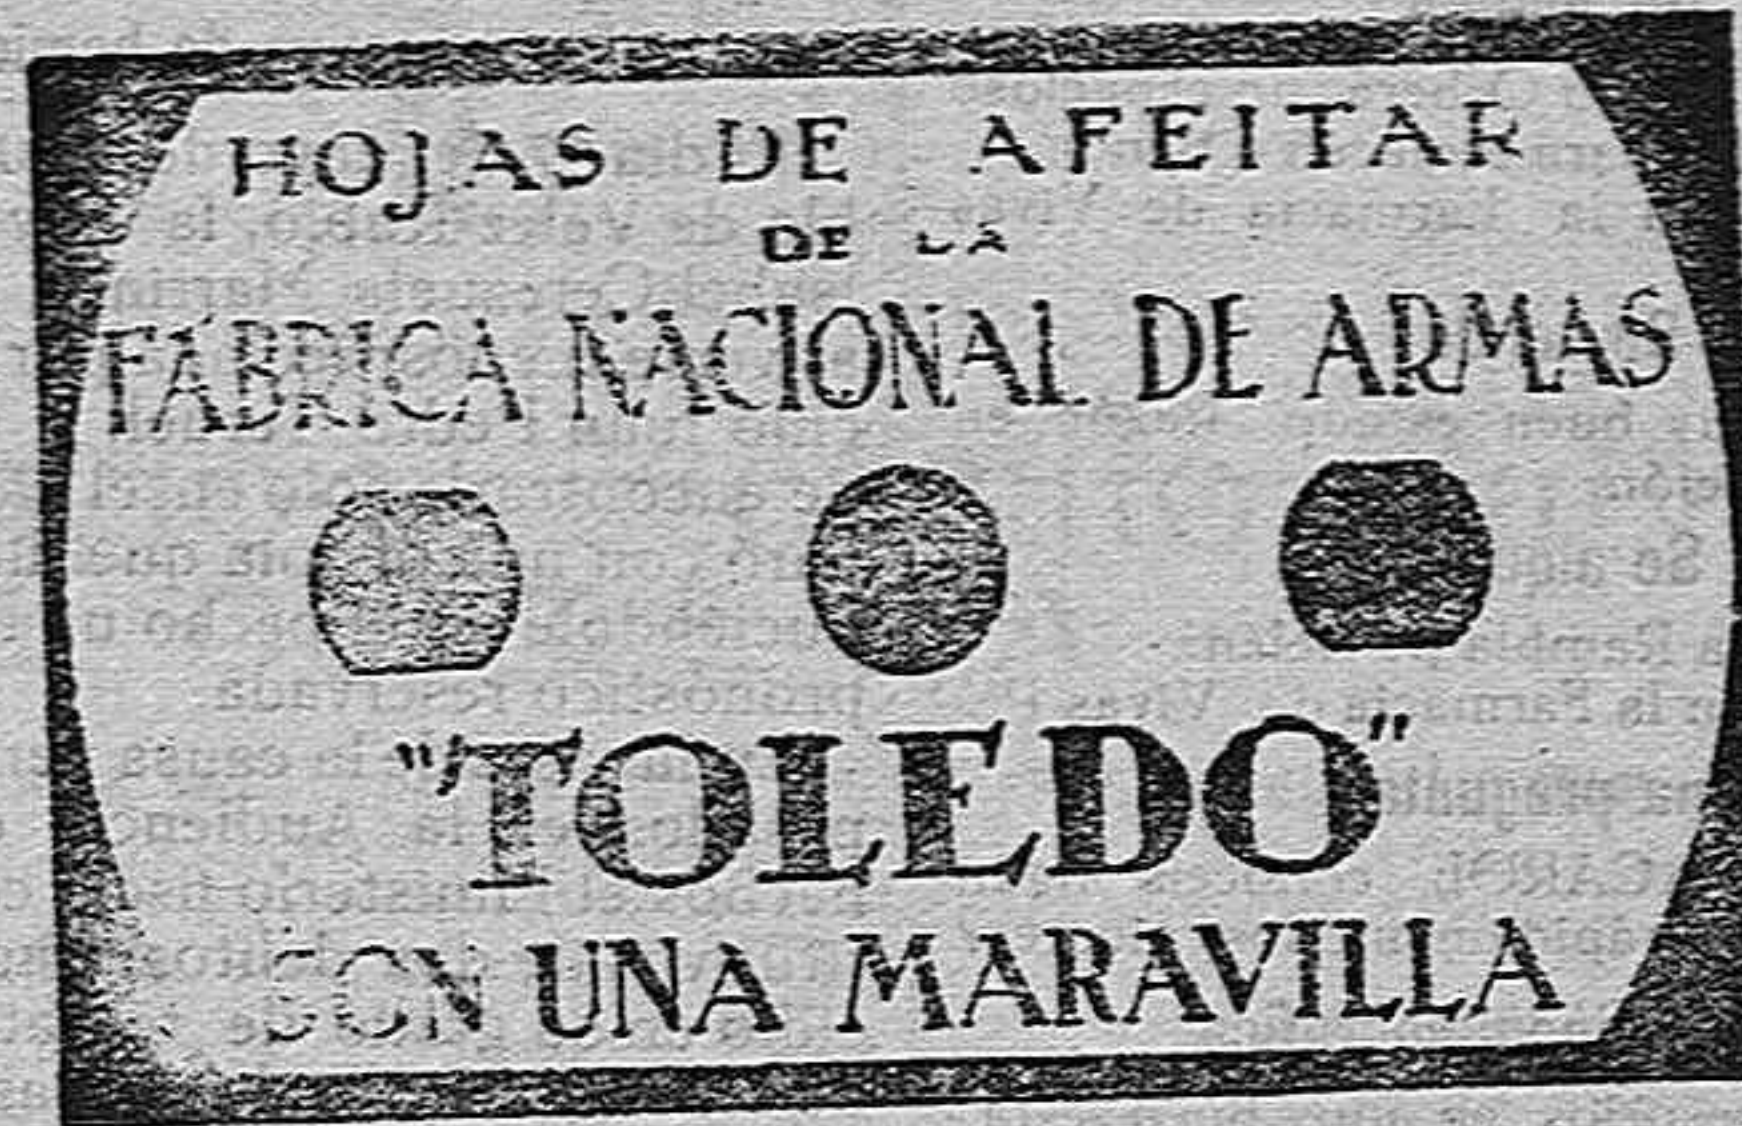 HOJAS DE AFEITAR
DE LA
FÁBRICA NACIONAL DE ARMAS
"TOLEDO"
SON UNA MARAVILLA